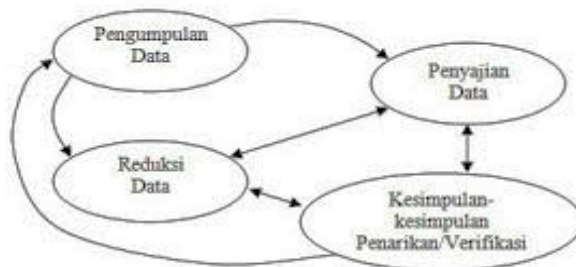 Pengumpulan
Data
Penyajian
Data
Reduksi
Data
Kesimpulan-
kesimpulan
Penarikan/Verifikasi